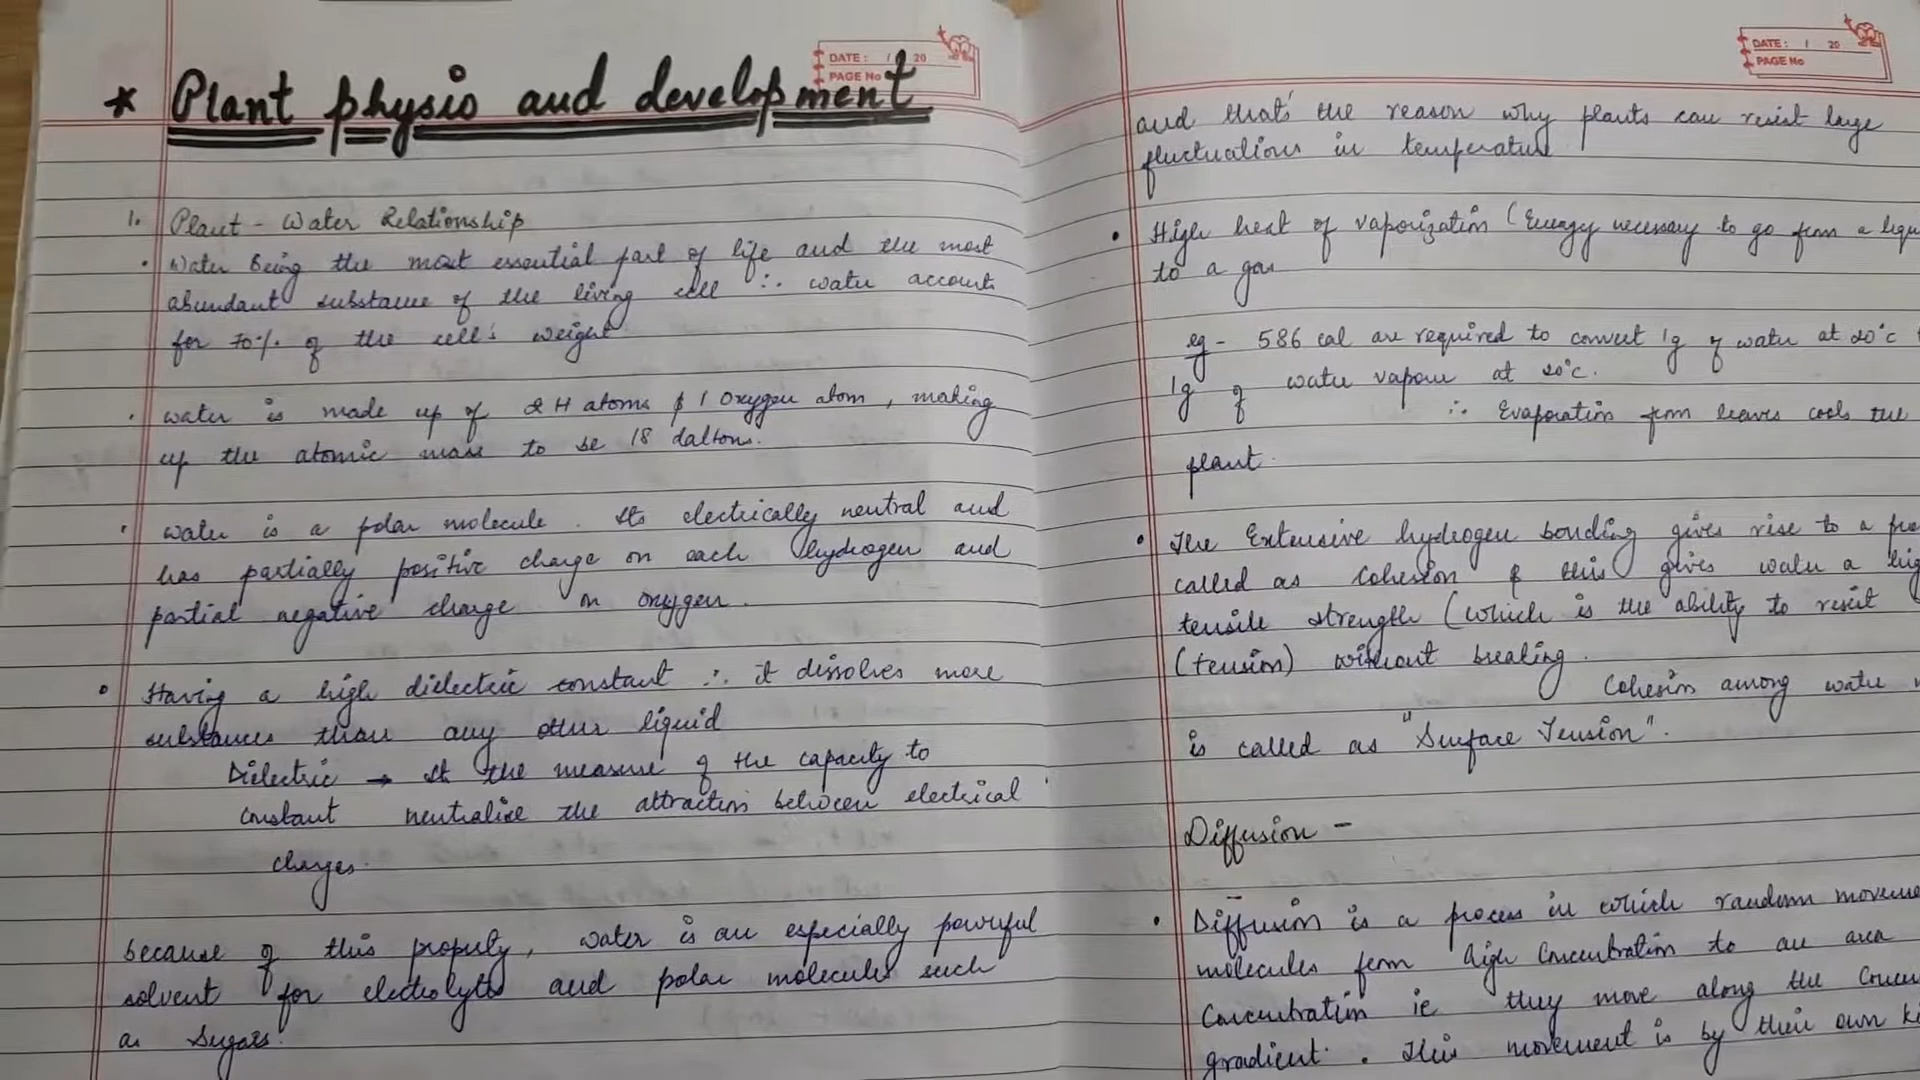 DATE: / 20
PAGE No
* Plant physio and development
1. Plant - Water Relationship
• Water Being the most essential part of life and the most
abundant substance of the living cell ∴ water accounts
for 70% of the cell's weight
• Water is made up of 2 H atoms & 1 Oxygen atom, making
up the atomic mass to be 18 daltons.
• Water is a polar molecule. Its electrically neutral and
has partially positive charge on each hydrogen and
partial negative charge on oxygen.
• Having a high dielectric constant ∴ it dissolves more
substances than any other liquid
Dielectric → It the measure of the capacity to
constant neutralize the attraction between electrical
charges.
because of this property, water is an especially powerful
solvent for electrolytes and polar molecules such
as sugars.
DATE: / 20
PAGE No
and that's the reason why plants can resist large
fluctuations in temperature
• High heat of vaporization (Energy necessary to go from a liqu
to a gas
eg - 586 cal are required to convert 1g of water at 20°c
1g of water vapour at 20°c.
∴ Evaporation from leaves cools the
plant.
• The Extensive hydrogen bonding gives rise to a
called as Cohesion & this gives water a hig
tensile strength (Which is the ability to resist
(tension) without breaking.
Cohesion among water
is called as "Surface Tension".
Diffusion -
• Diffusion is a process in which random moveme
molecules from high Concentration to an area
Concentration ie they move along the Concen
gradient. This movement is by their own ki